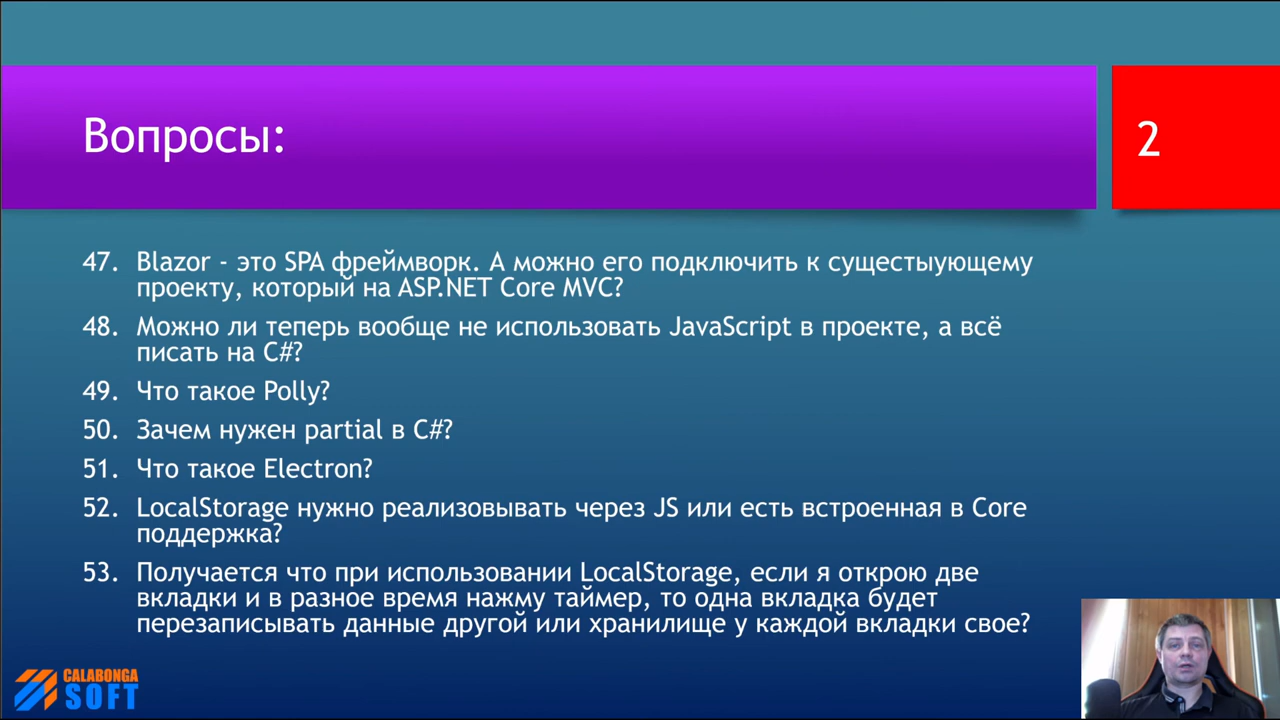 Вопросы:
2
47. Blazor - это SPA фреймворк. А можно его подключить к сущестыующему
проекту, который на ASP.NET Core MVC?
48. Можно ли теперь вообще не использовать JavaScript в проекте, а всё
писать на C#?
49. Что такое Polly?
50. Зачем нужен partial в C#?
51. Что такое Electron?
52. LocalStorage нужно реализовывать через JS или есть встроенная в Core
поддержка?
53. Получается что при использовании LocalStorage, если я открою две
вкладки и в разное время нажму таймер, то одна вкладка будет
перезаписывать данные другой или хранилище у каждой вкладки свое?
CALABONGA
SOFT